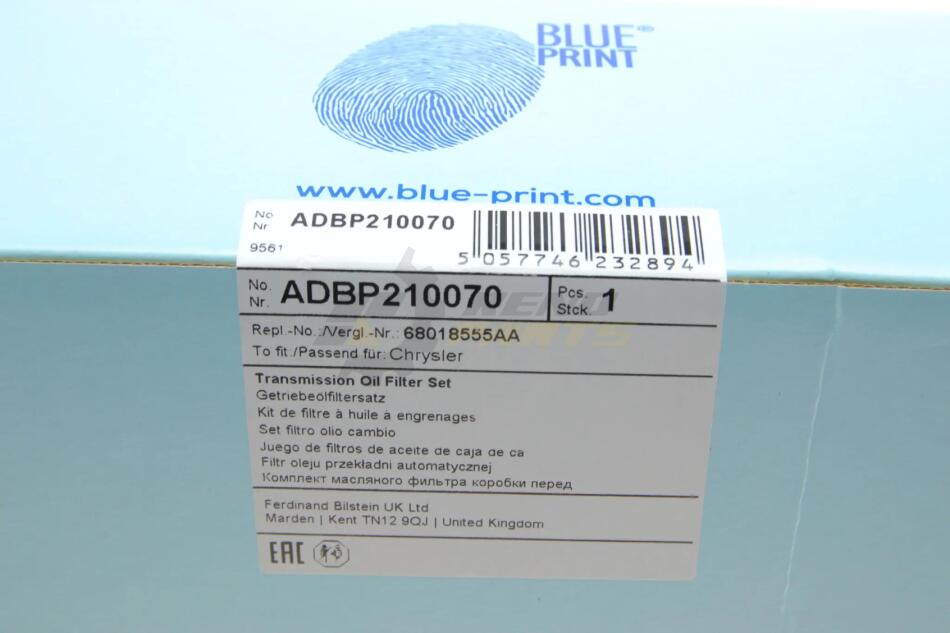 BLUE®
PRINT
www.blue-print.com
No
Nr
ADBP210070
9561
5 057746 232894
No.
Nr.
ADBP210070
Pcs.
Stck.
1
Repl.-No.:/Vergl.-Nr.: 68018555AA
To fit:/Passend für: Chrysler
Transmission Oil Filter Set
Getriebeölfiltersatz
Kit de filtre à huile à engrenages
Set filtro olio cambio
Juego de filtros de aceite de caja de ca
Filtr oleju przekładni automatycznej
Комплект масляного фильтра коробки перед
Ferdinand Bilstein UK Ltd
Marden | Kent TN12 9QJ | United Kingdom
EAC